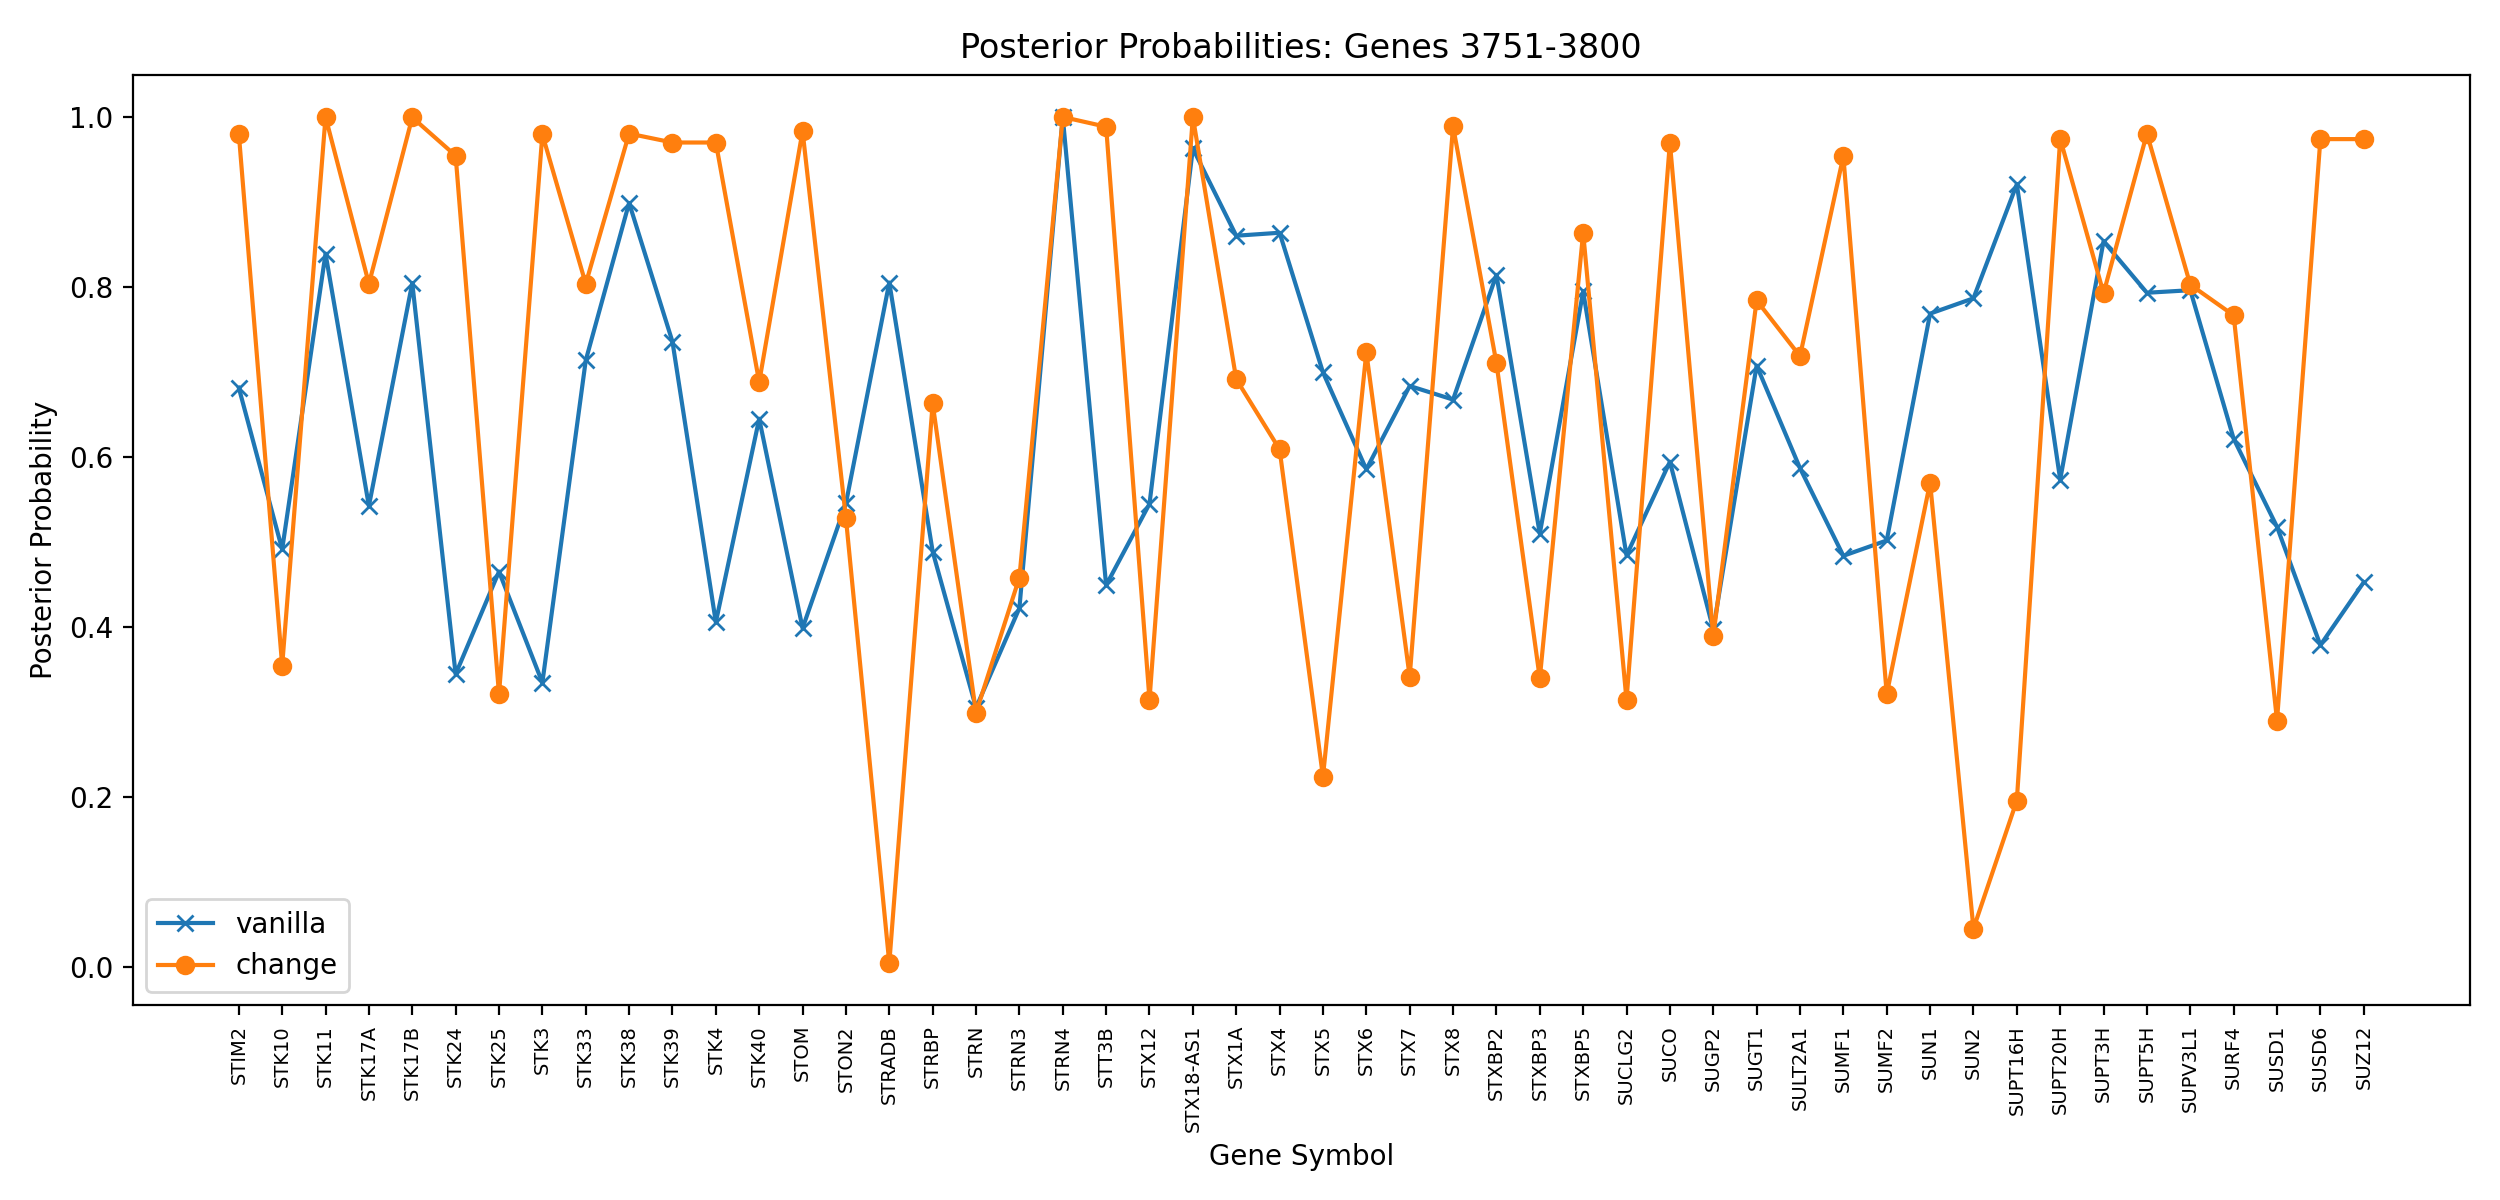 Posterior Probabilities: Genes 3751-3800
Posterior Probability
1.0
0.8
0.6
0.4
0.2
0.0
vanilla
change
STIM2
STK10
STK11
STK17A
STK17B
STK24
STK25
STK3
STK33
STK38
STK39
STK4
STK40
STOM
STON2
STRADB
STRBP
STRN
STRN3
STRN4
STT3B
STX12
STX18-AS1
STX1A
STX4
STX5
STX6
STX7
STX8
STXBP2
STXBP3
STXBP5
SUCLG2
SUCO
SUGP2
SUGT1
SULT2A1
SUMF1
SUMF2
SUN1
SUN2
SUPT16H
SUPT20H
SUPT3H
SUPT5H
SUPV3L1
SURF4
SUSD1
SUSD6
SUZ12
Gene Symbol